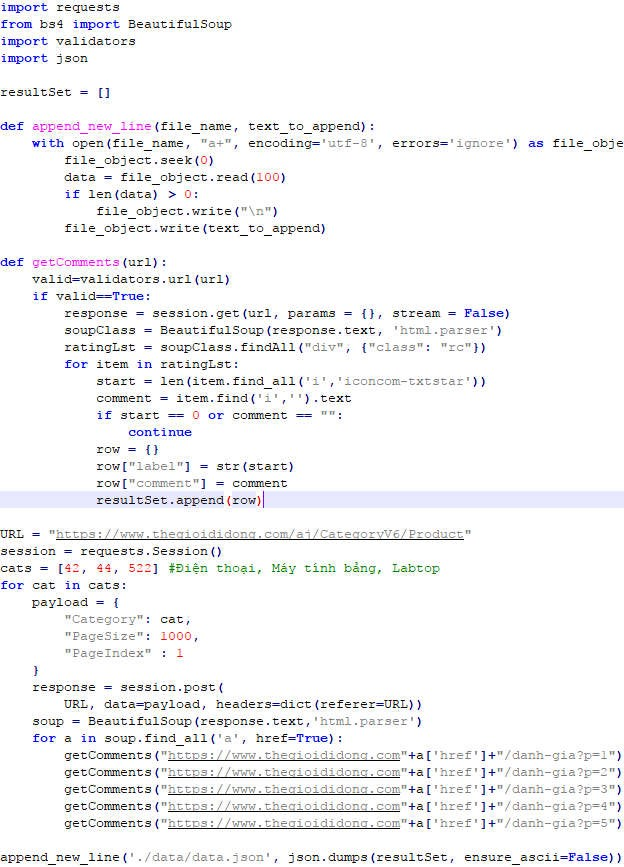 import requests
from bs4 import BeautifulSoup
import validators
import json
resultSet = []
def append_new_line(file_name, text_to_append):
    with open(file_name, "a+", encoding='utf-8', errors='ignore') as file_obje
        file_object.seek(0)
        data = file_object.read(100)
        if len(data) > 0:
            file_object.write("\n")
        file_object.write(text_to_append)
def getComments(url):
    valid=validators.url(url)
    if valid==True:
        response = session.get(url, params = {}, stream = False)
        soupClass = BeautifulSoup(response.text, 'html.parser')
        ratingLst = soupClass.findAll("div", {"class": "rc"})
        for item in ratingLst:
            start = len(item.find_all('i','iconcom-txtstar'))
            comment = item.find('i','').text
            if start == 0 or comment == "":
                continue
            row = {}
            row["label"] = str(start)
            row["comment"] = comment
            resultSet.append(row)
URL = "https://www.thegioididong.com/aj/CategoryV6/Product"
session = requests.Session()
cats = [42, 44, 522] #Điện thoại, Máy tính bảng, Labtop
for cat in cats:
    payload = {
        "Category": cat,
        "PageSize": 1000,
        "PageIndex" : 1
    }
    response = session.post(
        URL, data=payload, headers=dict(referer=URL))
    soup = BeautifulSoup(response.text,'html.parser')
    for a in soup.find_all('a', href=True):
        getComments("https://www.thegioididong.com"+a['href']+"/danh-gia?p=1")
        getComments("https://www.thegioididong.com"+a['href']+"/danh-gia?p=2")
        getComments("https://www.thegioididong.com"+a['href']+"/danh-gia?p=3")
        getComments("https://www.thegioididong.com"+a['href']+"/danh-gia?p=4")
        getComments("https://www.thegioididong.com"+a['href']+"/danh-gia?p=5")
append_new_line('./data/data.json', json.dumps(resultSet, ensure_ascii=False))